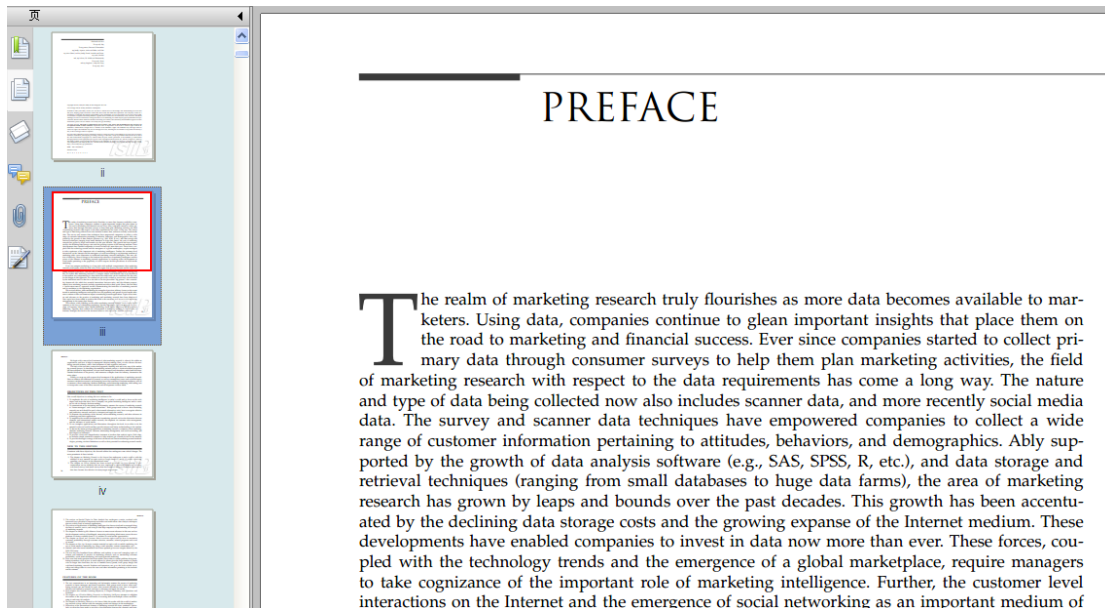 页
ii
iii
iv
PREFACE
The realm of marketing research truly flourishes as more data becomes available to mar-
keters. Using data, companies continue to glean important insights that place them on
the road to marketing and financial success. Ever since companies started to collect pri-
mary data through consumer surveys to help firms plan marketing activities, the field
of marketing research with respect to the data requirements has come a long way. The nature
and type of data being collected now also includes scanner data, and more recently social media
data. The survey and scanner data techniques have empowered companies to collect a wide
range of customer information pertaining to attitudes, behaviors, and demographics. Ably sup-
ported by the growth of data analysis software (e.g., SAS, SPSS, R, etc.), and data storage and
retrieval techniques (ranging from small databases to huge data farms), the area of marketing
research has grown by leaps and bounds over the past decades. This growth has been accentu-
ated by the declining data storage costs and the growing expanse of the Internet medium. These
developments have enabled companies to invest in data now more than ever. These forces, cou-
pled with the technology trends and the emergence of a global marketplace, require managers
to take cognizance of the important role of marketing intelligence. Further, the customer level
interactions on the Internet and the emergence of social networking as an important medium of